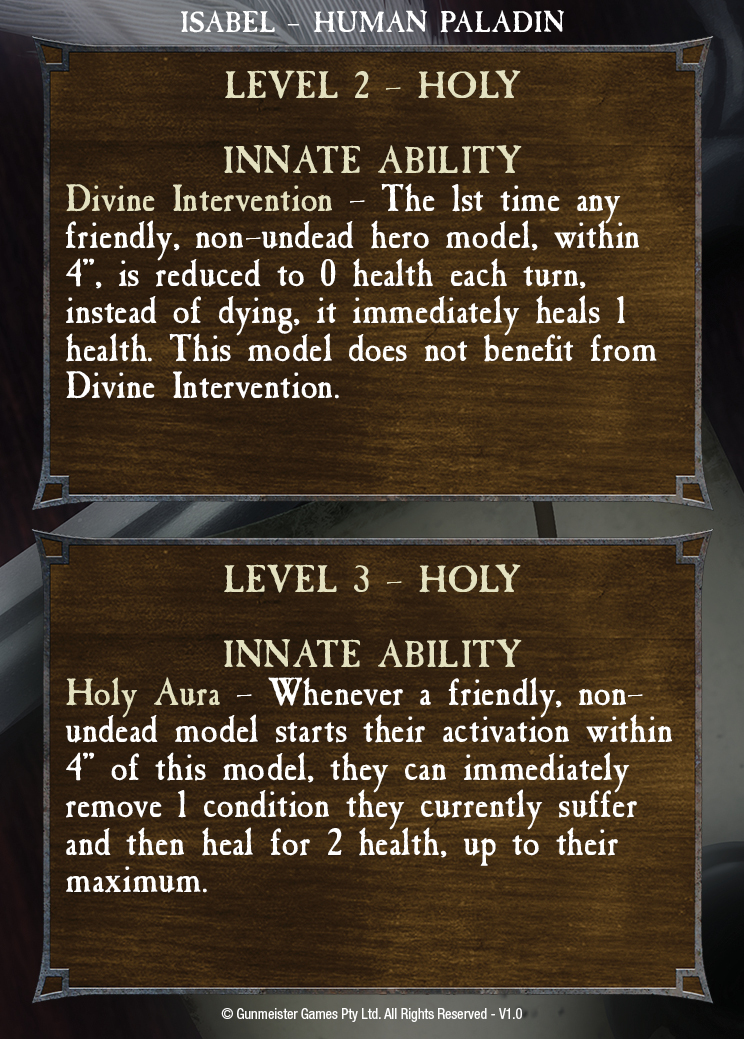 ISABEL - HUMAN PALADIN
LEVEL 2 - HOLY
INNATE ABILITY
Divine Intervention - The 1st time any
friendly, non-undead hero model, within
4", is reduced to 0 health each turn,
instead of dying, it immediately heals 1
health. This model does not benefit from
Divine Intervention.
LEVEL 3 - HOLY
INNATE ABILITY
Holy Aura - Whenever a friendly, non-
undead model starts their activation within
4" of this model, they can immediately
remove 1 condition they currently suffer
and then heal for 2 health, up to their
maximum.
© Gunmeister Games Pty Ltd. All Rights Reserved - V1.0